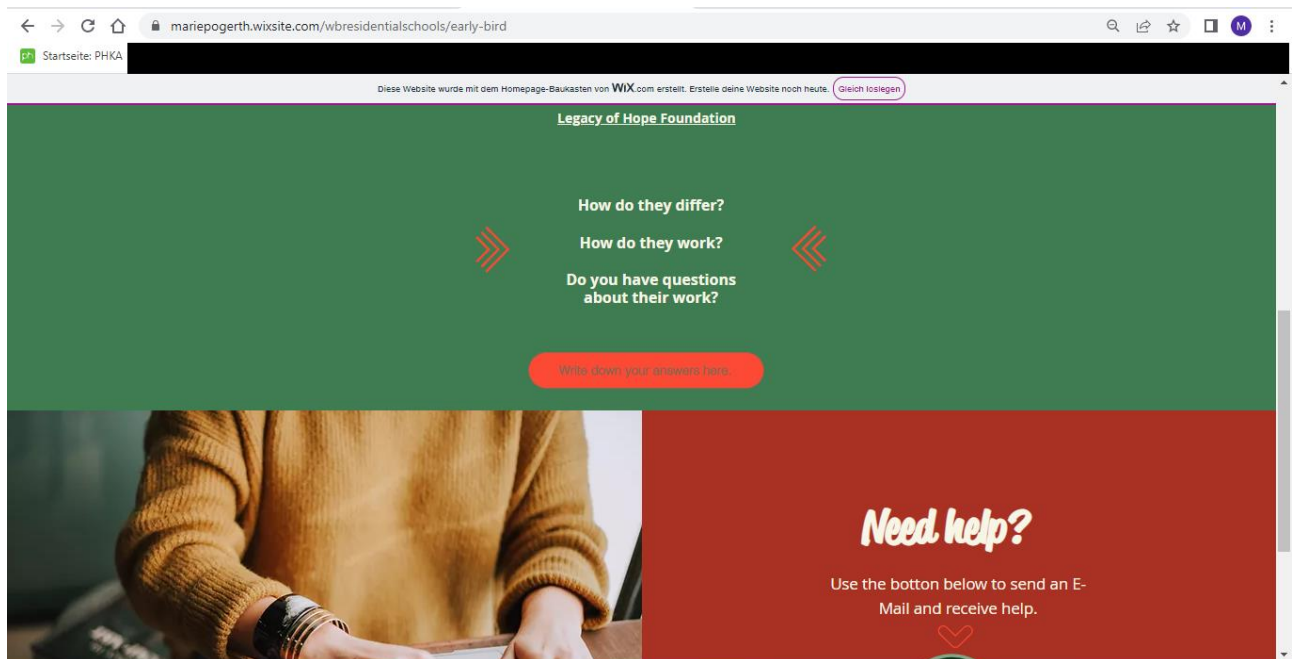 mariepogerth.wixsite.com/wbresidentialschools/early-bird
M
ph Startseite: PHKA
Diese Website wurde mit dem Homepage-Baukasten von WiX.com erstellt. Erstelle deine Website noch heute. Gleich loslegen
Legacy of Hope Foundation
How do they differ?
How do they work?
Do you have questions
about their work?
Write down your answers here.
Need help?
Use the botton below to send an E-
Mail and receive help.